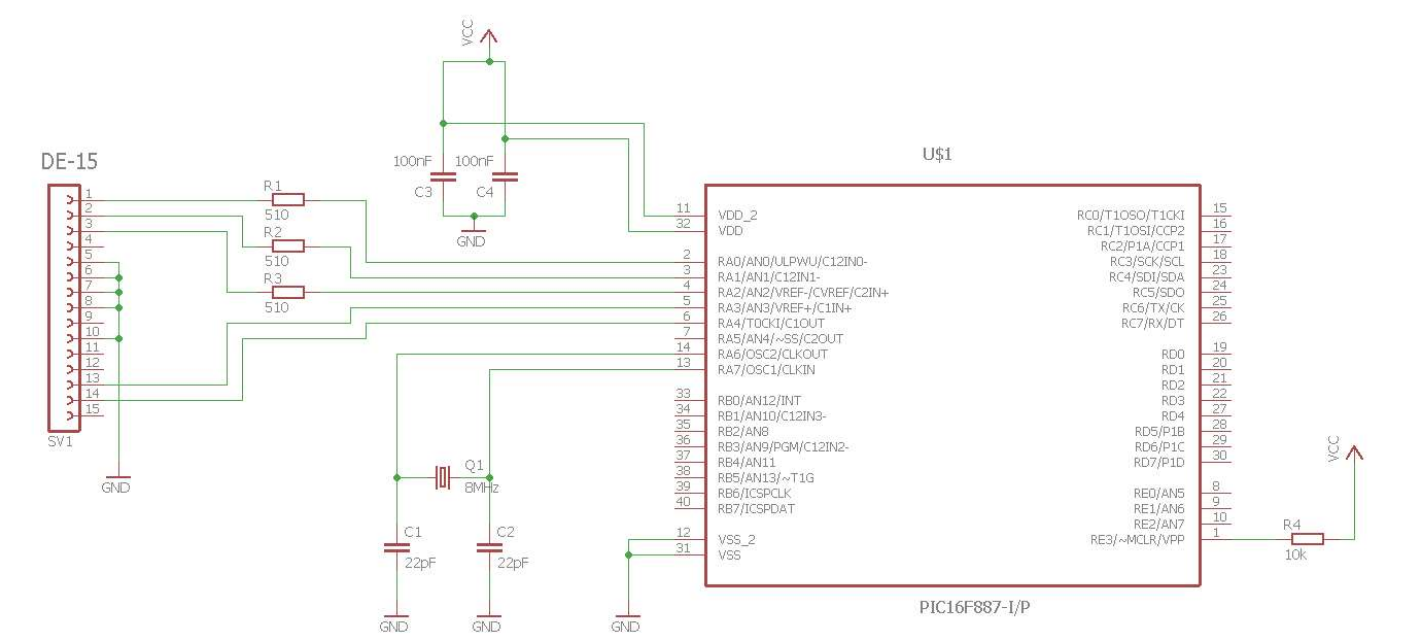 VCC
DE-15
100nF 100nF
C3 C4
GND
U$1
1
2
3
4
5
6
7
8
9
10
11
12
13
14
15
SV1
GND
R1
510
R2
510
R3
510
11 VDD_2
32 VDD
2 RA0/AN0/ULPWU/C12IN0-
3 RA1/AN1/C12IN1-
4 RA2/AN2/VREF-/CVREF/C2IN+
5 RA3/AN3/VREF+/C1IN+
6 RA4/T0CKI/C1OUT
7 RA5/AN4/~SS/C2OUT
14 RA6/OSC2/CLKOUT
13 RA7/OSC1/CLKIN
33 RB0/AN12/INT
34 RB1/AN10/C12IN3-
35 RB2/AN8
36 RB3/AN9/PGM/C12IN2-
37 RB4/AN11
38 RB5/AN13/~T1G
39 RB6/ICSPCLK
40 RB7/ICSPDAT
12 VSS_2
31 VSS
RC0/T1OSO/T1CKI 15
RC1/T1OSI/CCP2 16
RC2/P1A/CCP1 17
RC3/SCK/SCL 18
RC4/SDI/SDA 23
RC5/SDO 24
RC6/TX/CK 25
RC7/RX/DT 26
RD0 19
RD1 20
RD2 21
RD3 22
RD4 27
RD5/P1B 28
RD6/P1C 29
RD7/P1D 30
RE0/AN5 8
RE1/AN6 9
RE2/AN7 10
RE3/~MCLR/VPP 1
Q1
8MHz
C1
22pF
C2
22pF
GND
GND
GND
VCC
R4
10k
PIC16F887-I/P